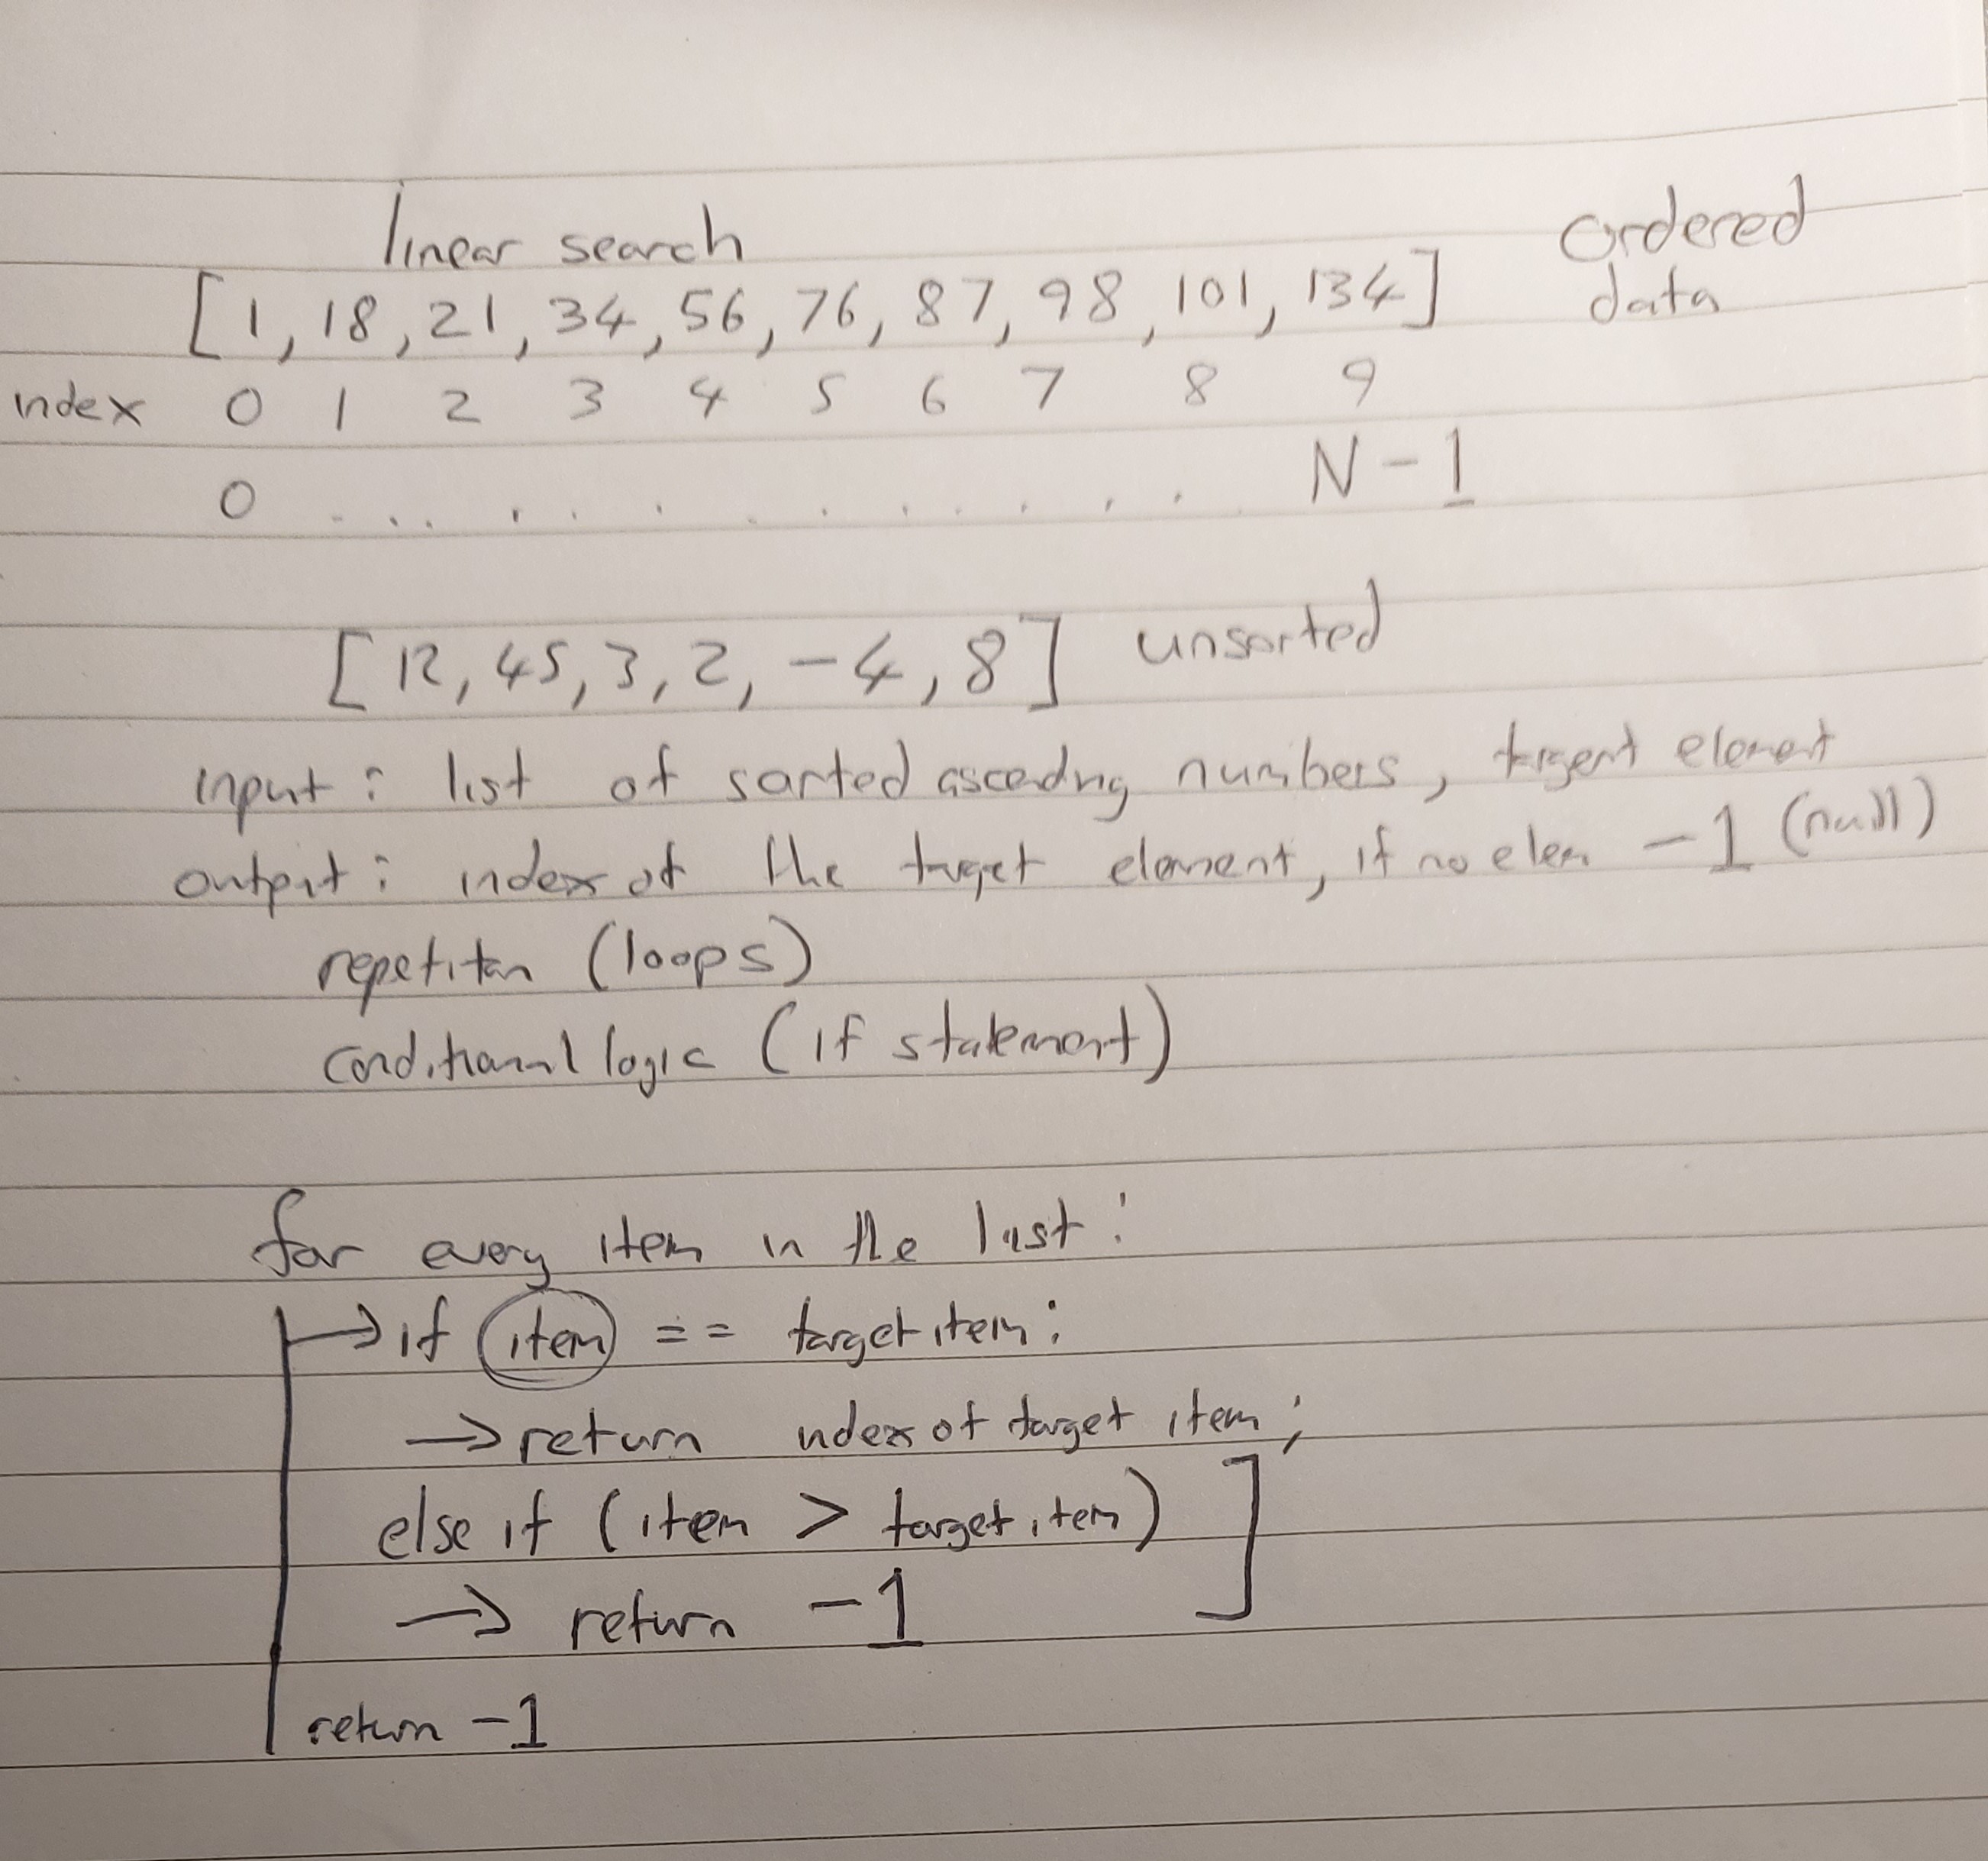 linear search
ordered
[1, 18, 21, 34, 56, 76, 87, 98, 101, 134]
data
index 0 1 2 3 4 5 6 7 8 9
0 . . . . . . . . . . . . . N - 1
[12, 45, 3, 2, -4, 8] unsorted
input : list of sorted ascending numbers, target element
output : index of the target element, if no elem -1 (null)
repetition (loops)
conditional logic (if statement)
for every item in the list :
→ if item == target item :
→ return index of target item ;
else if (item > target item) ]
→ return -1
return -1